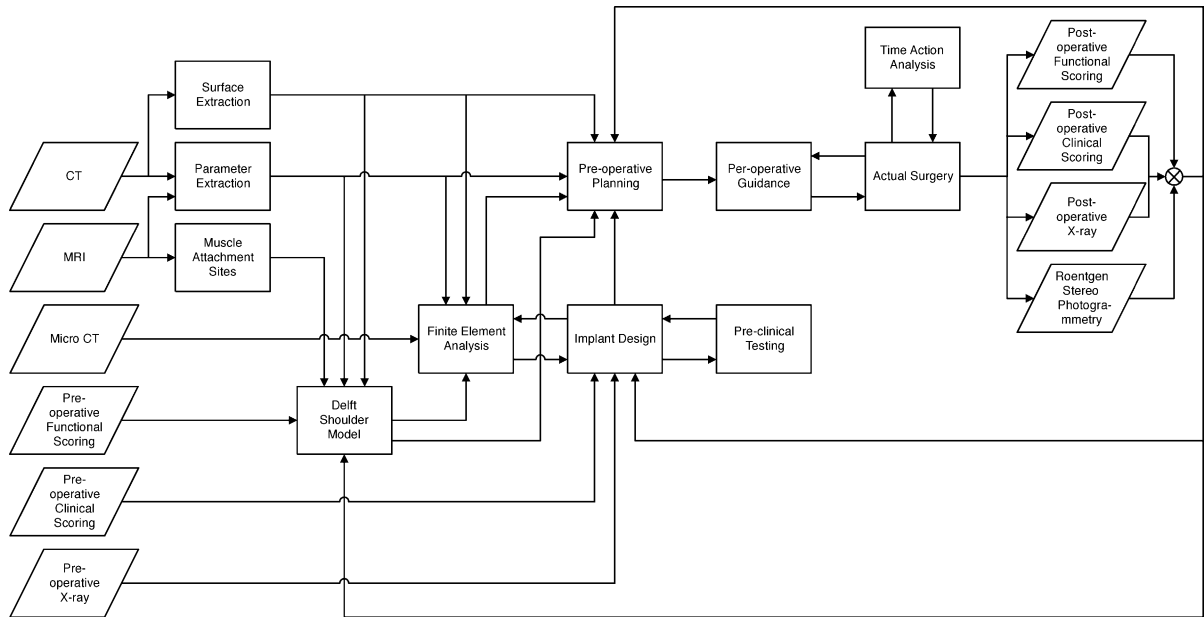 Surface
Extraction
CT
Parameter
Extraction
MRI
Muscle
Attachment
Sites
Micro CT
Pre-
operative
Functional
Scoring
Pre-
operative
Clinical
Scoring
Pre-
operative
X-ray
Delft
Shoulder
Model
Finite Element
Analysis
Pre-operative
Planning
Implant Design
Pre-clinical
Testing
Per-operative
Guidance
Time Action
Analysis
Actual Surgery
Post-
operative
Functional
Scoring
Post-
operative
Clinical
Scoring
Post-
operative
X-ray
Roentgen
Stereo
Photogra-
mmetry